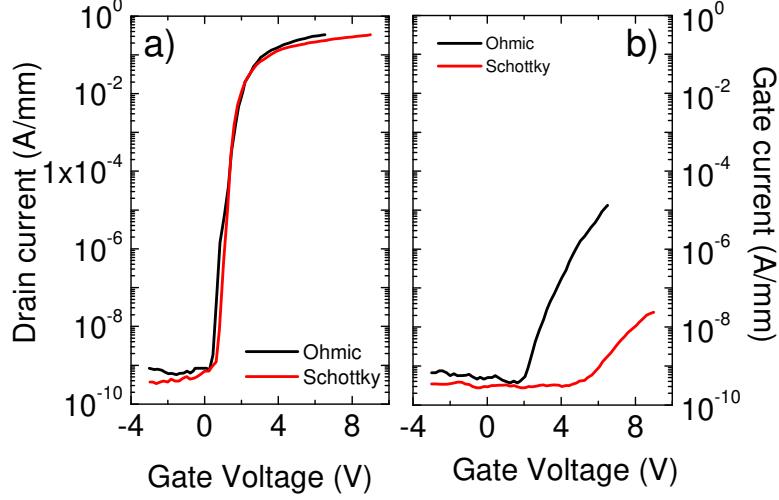 a)
Drain current (A/mm)
10^0
10^-2
1x10^-4
10^-6
10^-8
10^-10
Ohmic
Schottky
-4 0 4 8
Gate Voltage (V)
b)
Ohmic
Schottky
10^0
10^-2
10^-4
10^-6
10^-8
10^-10
Gate current (A/mm)
-4 0 4 8
Gate Voltage (V)